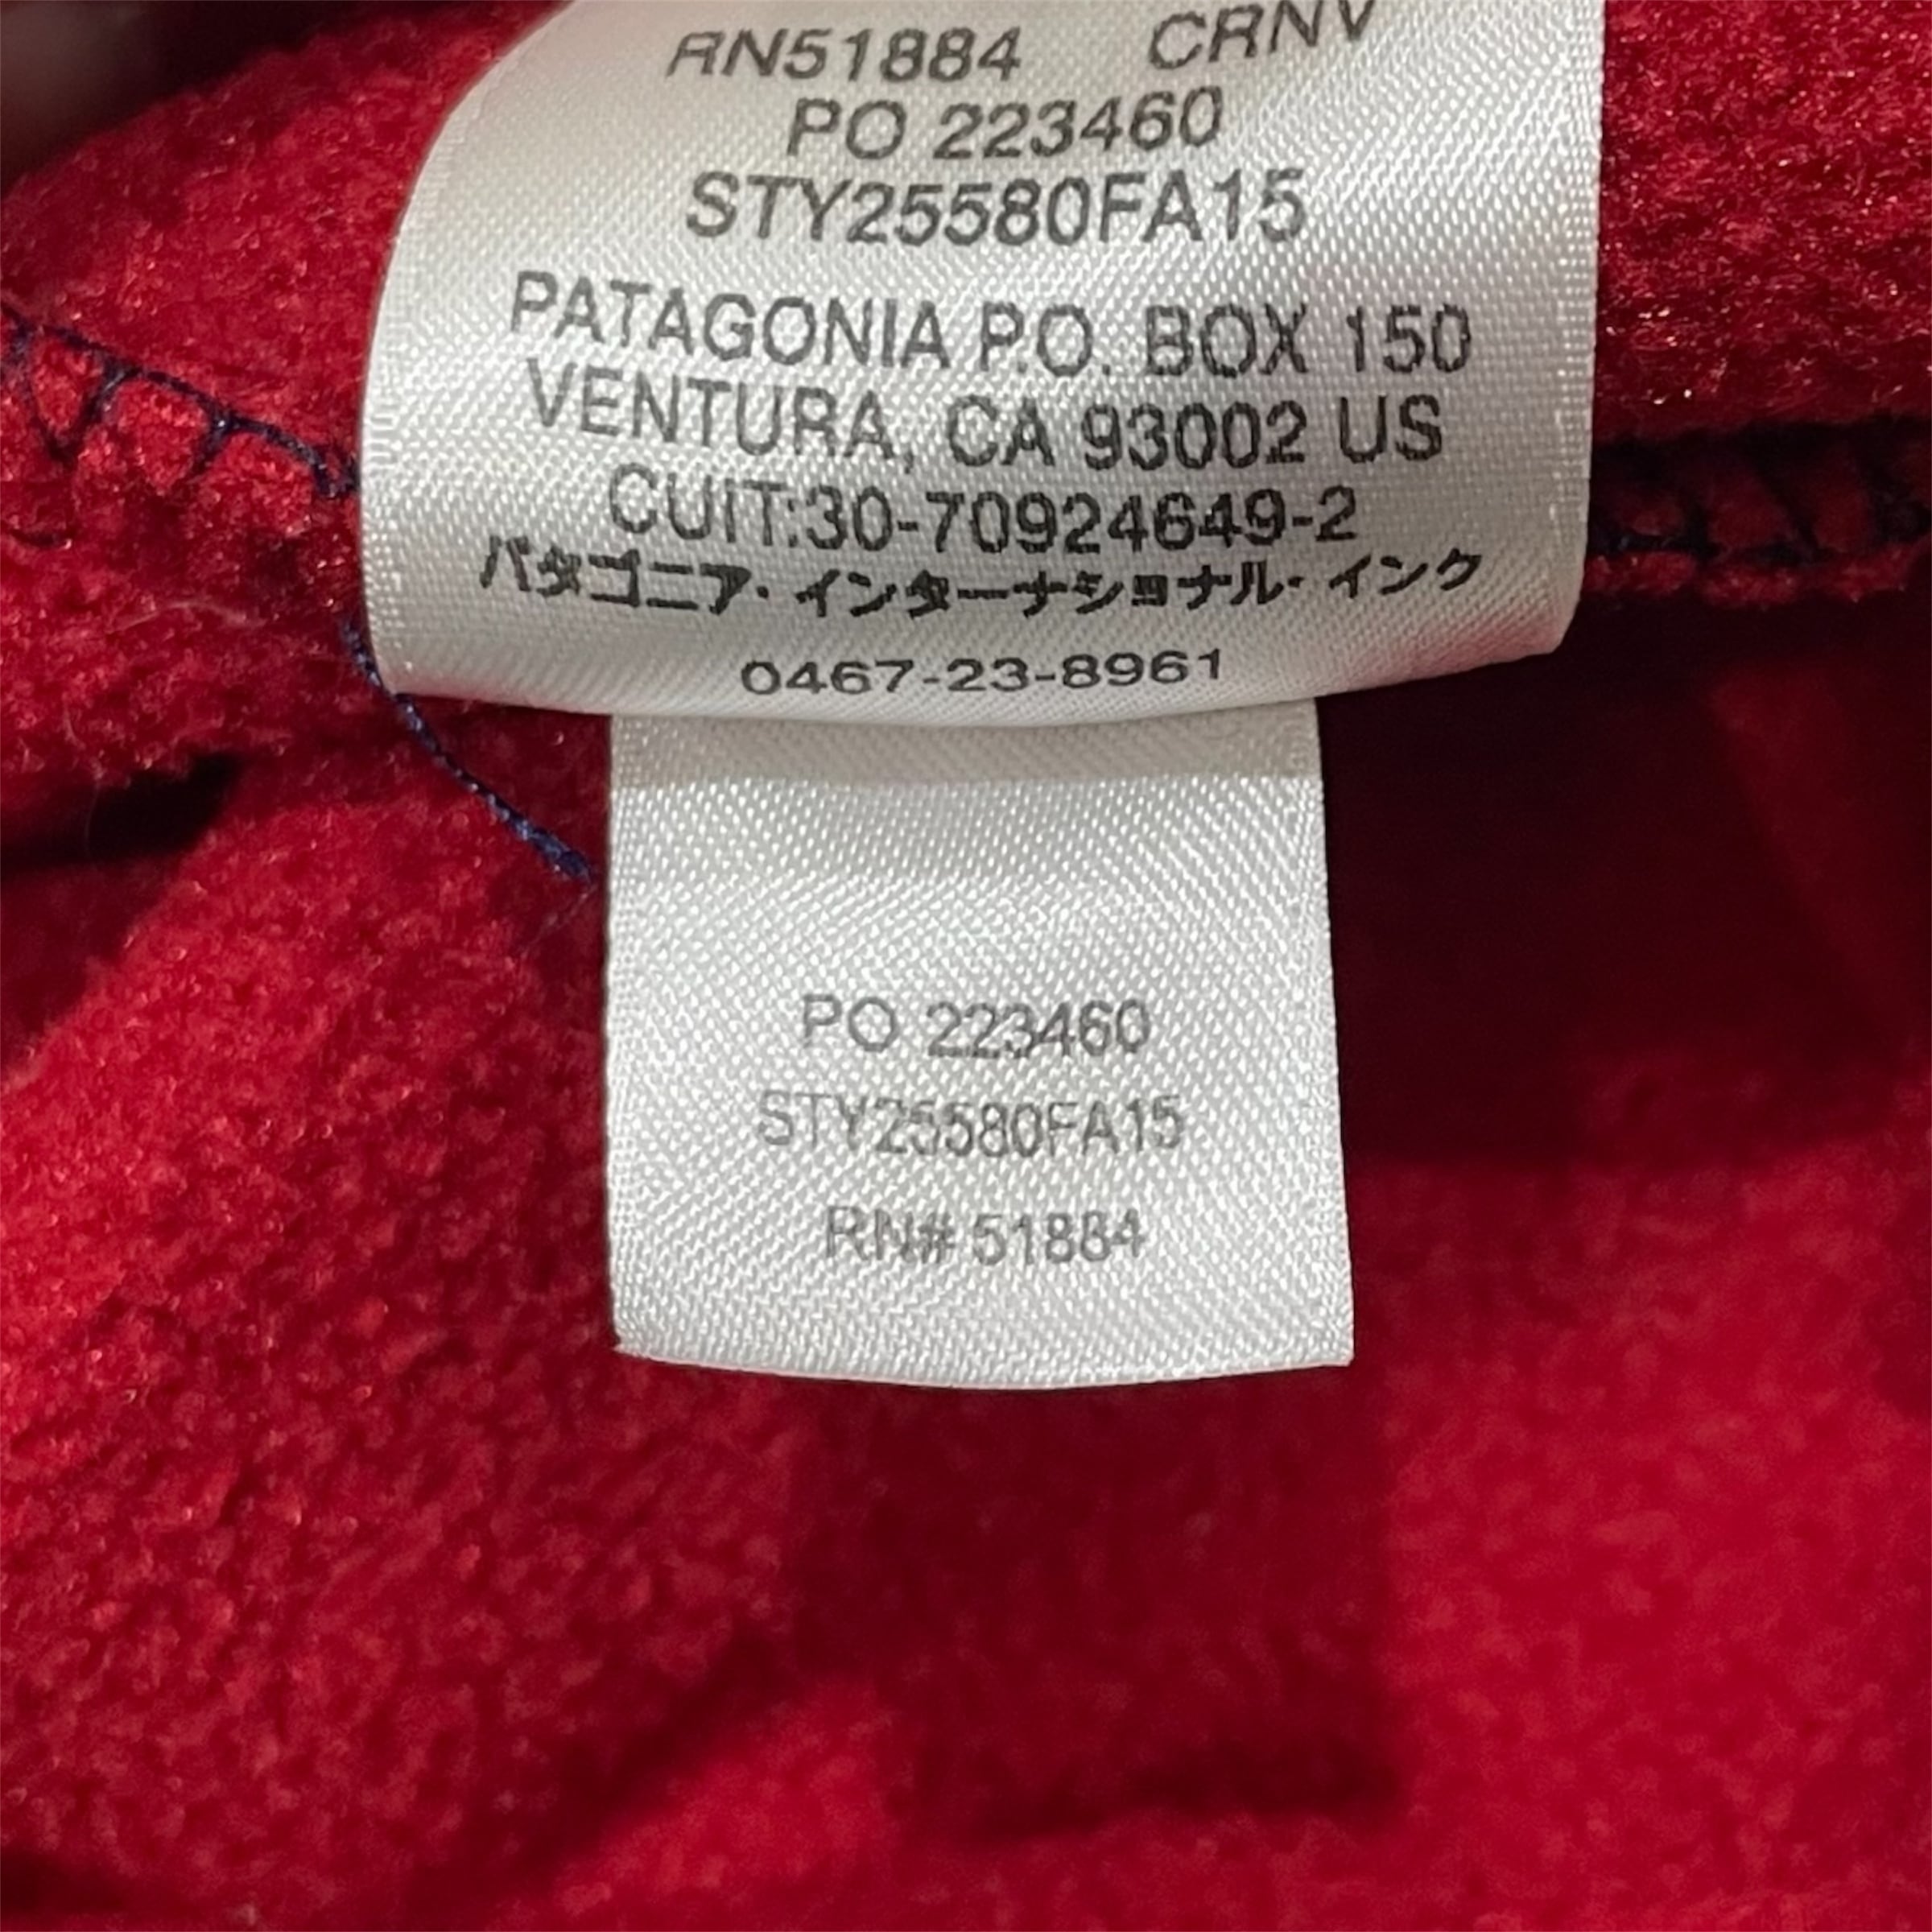 RN51884 CRNV
PO 223460
STY25580FA15
PATAGONIA P.O. BOX 150
VENTURA, CA 93002 US
CUIT:30-70924649-2
パタゴニア・インターナショナル・インク
0467-23-8961
PO 223460
STY25580FA15
RN# 51884